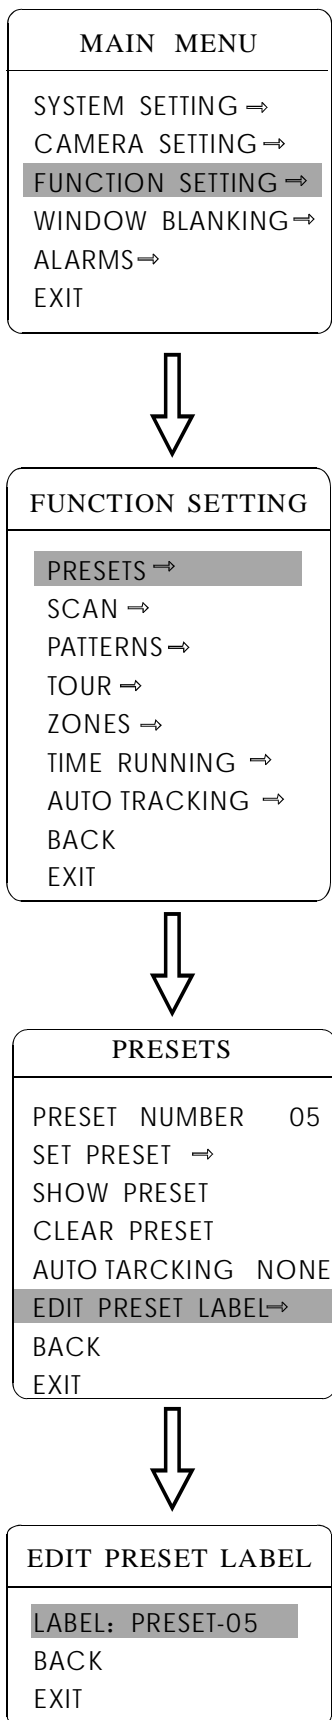 MAIN MENU
SYSTEM SETTING ⇒
CAMERA SETTING ⇒
FUNCTION SETTING ⇒
WINDOW BLANKING ⇒
ALARMS ⇒
EXIT
FUNCTION SETTING
PRESETS ⇒
SCAN ⇒
PATTERNS ⇒
TOUR ⇒
ZONES ⇒
TIME RUNNING ⇒
AUTO TRACKING ⇒
BACK
EXIT
PRESETS
PRESET NUMBER 05
SET PRESET ⇒
SHOW PRESET
CLEAR PRESET
AUTO TARCKING NONE
EDIT PRESET LABEL⇒
BACK
EXIT
EDIT PRESET LABEL
LABEL: PRESET-05
BACK
EXIT